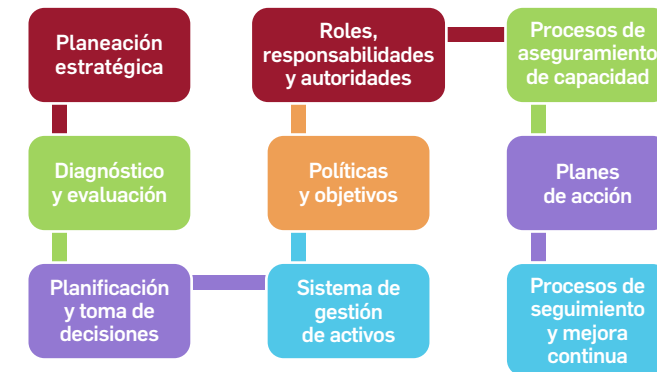 Planeación
estratégica
Diagnóstico
y evaluación
Planificación
y toma de
decisiones
Sistema de
gestión
de activos
Políticas
y objetivos
Roles,
responsabilidades
y autoridades
Procesos de
aseguramiento
de capacidad
Planes
de acción
Procesos de
seguimiento
y mejora
continua